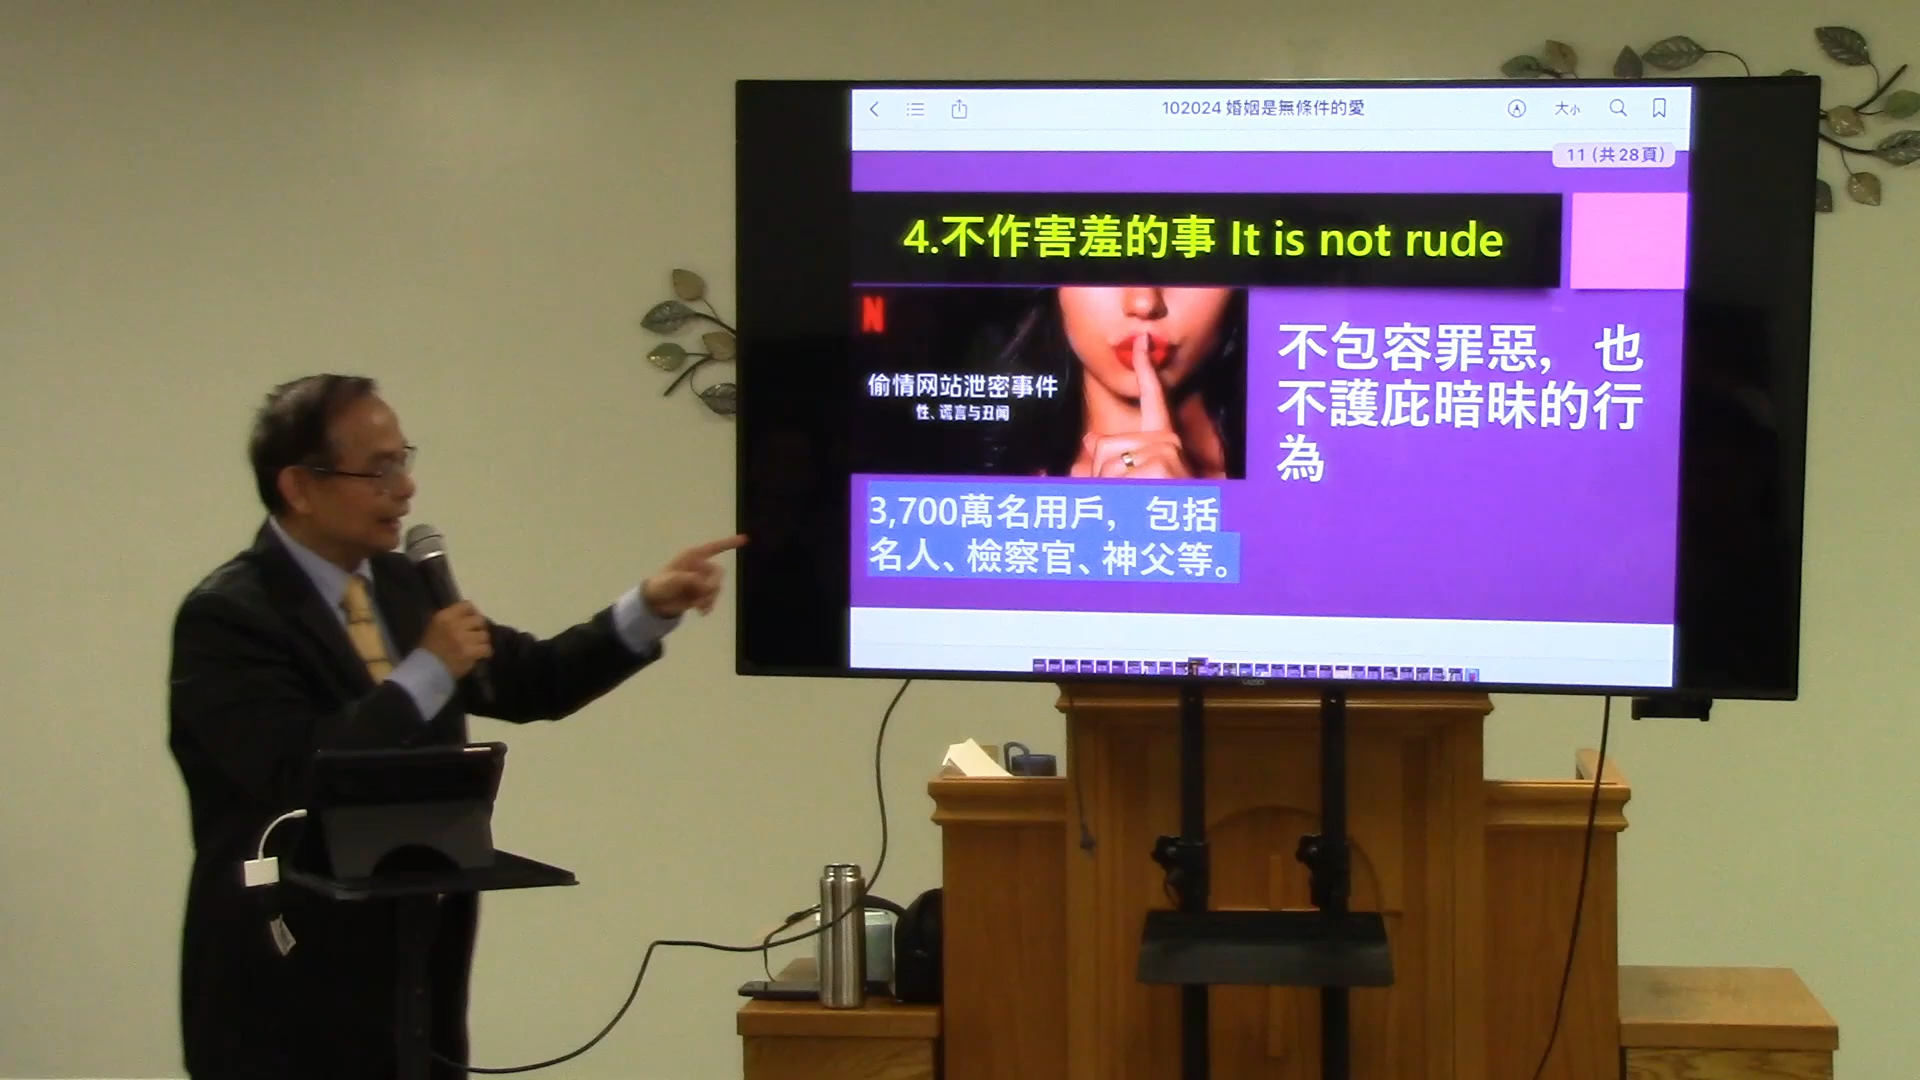 102024 婚姻是無條件的愛
大小
11 (共28頁)
4.不作害羞的事 It is not rude
N
偷情网站泄密事件
性、谎言与丑闻
不包容罪惡, 也
不護庇暗昧的行
為
3,700萬名用戶, 包括
名人、檢察官、神父等。